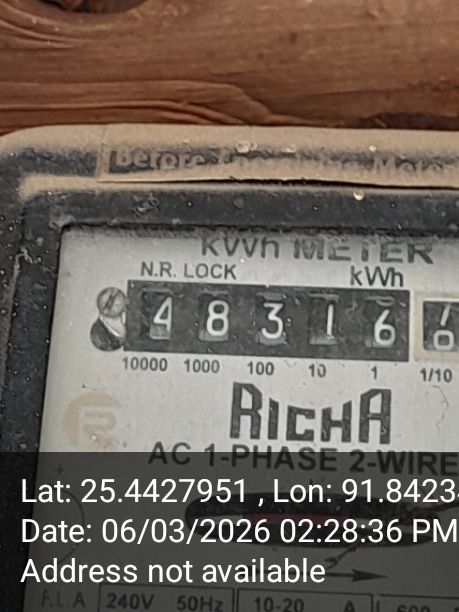 Before
kWh METER
N.R. LOCK kWh
4 8 3 1 6
10000 1000 100 10 1 1/10
RICHA
AC 1-PHASE 2-WIRE
Lat: 25.4427951 , Lon: 91.8423
Date: 06/03/2026 02:28:36 PM
Address not available
F.L.A 240V 50Hz 10-20 A